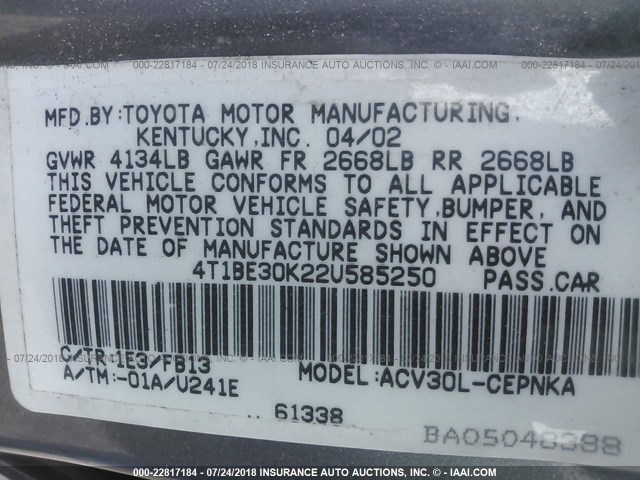 000-22817184 / 07/24/2018 INSURANCE AUTO AUCTIONS, INC. - © IAAI.COM
MFD.BY:TOYOTA MOTOR MANUFACTURING,
KENTUCKY,INC. 04/02
GVWR 4134LB GAWR FR 2668LB RR 2668LB
THIS VEHICLE CONFORMS TO ALL APPLICABLE
FEDERAL MOTOR VEHICLE SAFETY,BUMPER, AND
THEFT PREVENTION STANDARDS IN EFFECT ON
THE DATE OF MANUFACTURE SHOWN ABOVE
4T1BE30K22U585250 PASS.CAR
C/TR:1E3/FB13
A/TM:-01A/U241E
MODEL:ACV30L-CEPNKA
61338
BA05048388
000-22817184 / 07/24/2018 INSURANCE AUTO AUCTIONS, INC. - © IAAI.COM